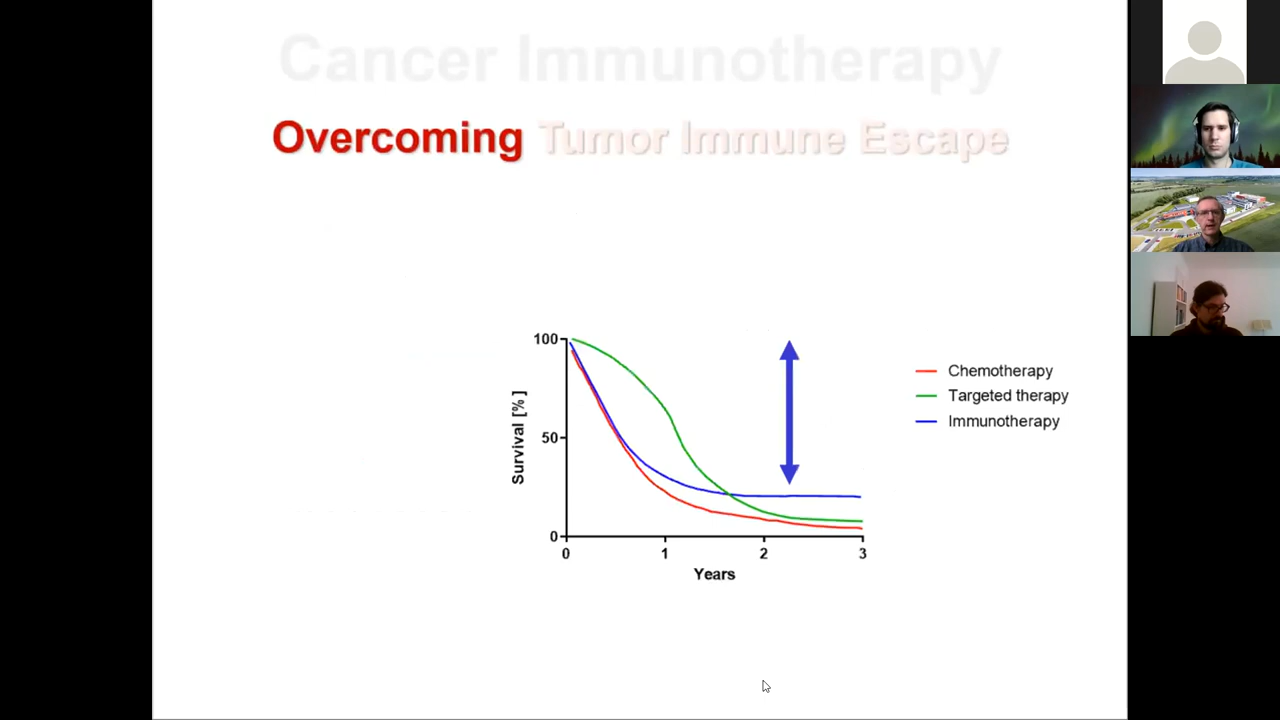 Cancer Immunotherapy
Overcoming Tumor Immune Escape
100
50
0
Survival [%]
0 1 2 3
Years
Chemotherapy
Targeted therapy
Immunotherapy